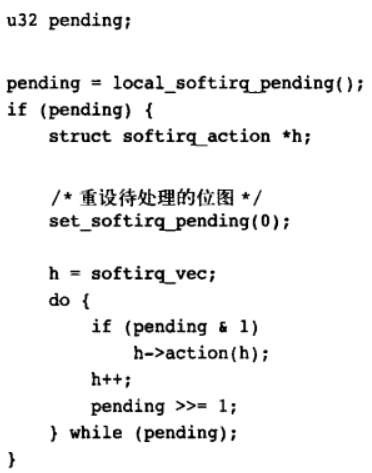 u32 pending;
pending = local_softirq_pending();
if (pending) {
struct softirq_action *h;
/* 重设待处理的位图 */
set_softirq_pending(0);
h = softirq_vec;
do {
if (pending & 1)
h->action(h);
h++;
pending >>= 1;
} while (pending);
}